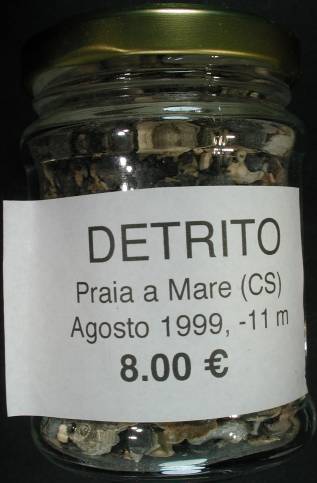 DETRITO
Praia a Mare (CS)
Agosto 1999, -11 m
8.00 €